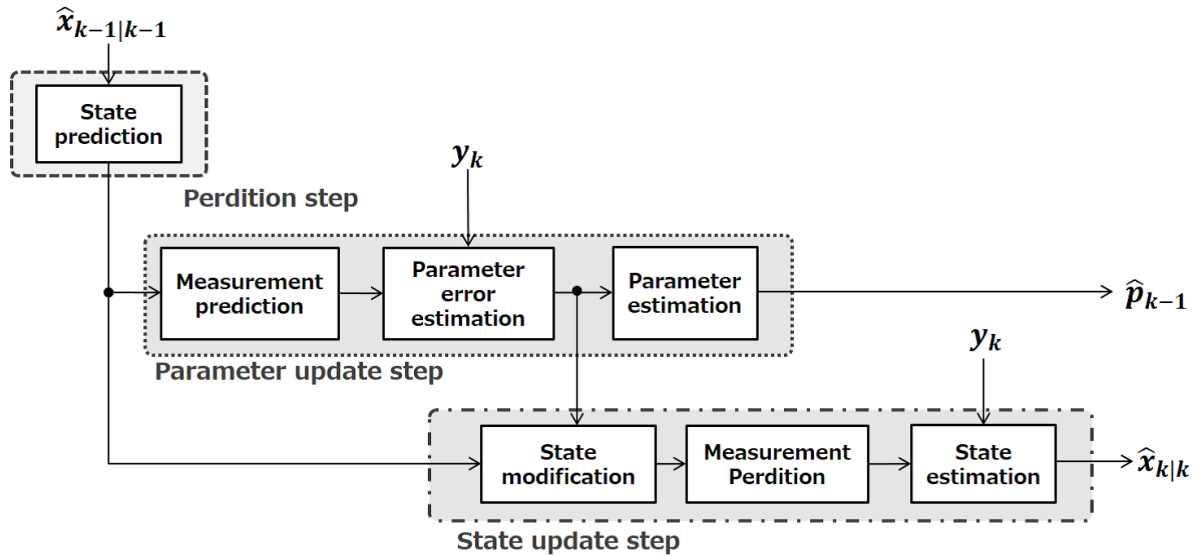 x̂ₖ₋₁|ₖ₋₁
State
prediction
Perdition step
yₖ
Measurement
prediction
Parameter
error
estimation
Parameter
estimation
p̂ₖ₋₁
Parameter update step
yₖ
State
modification
Measurement
Perdition
State
estimation
x̂ₖ|ₖ
State update step